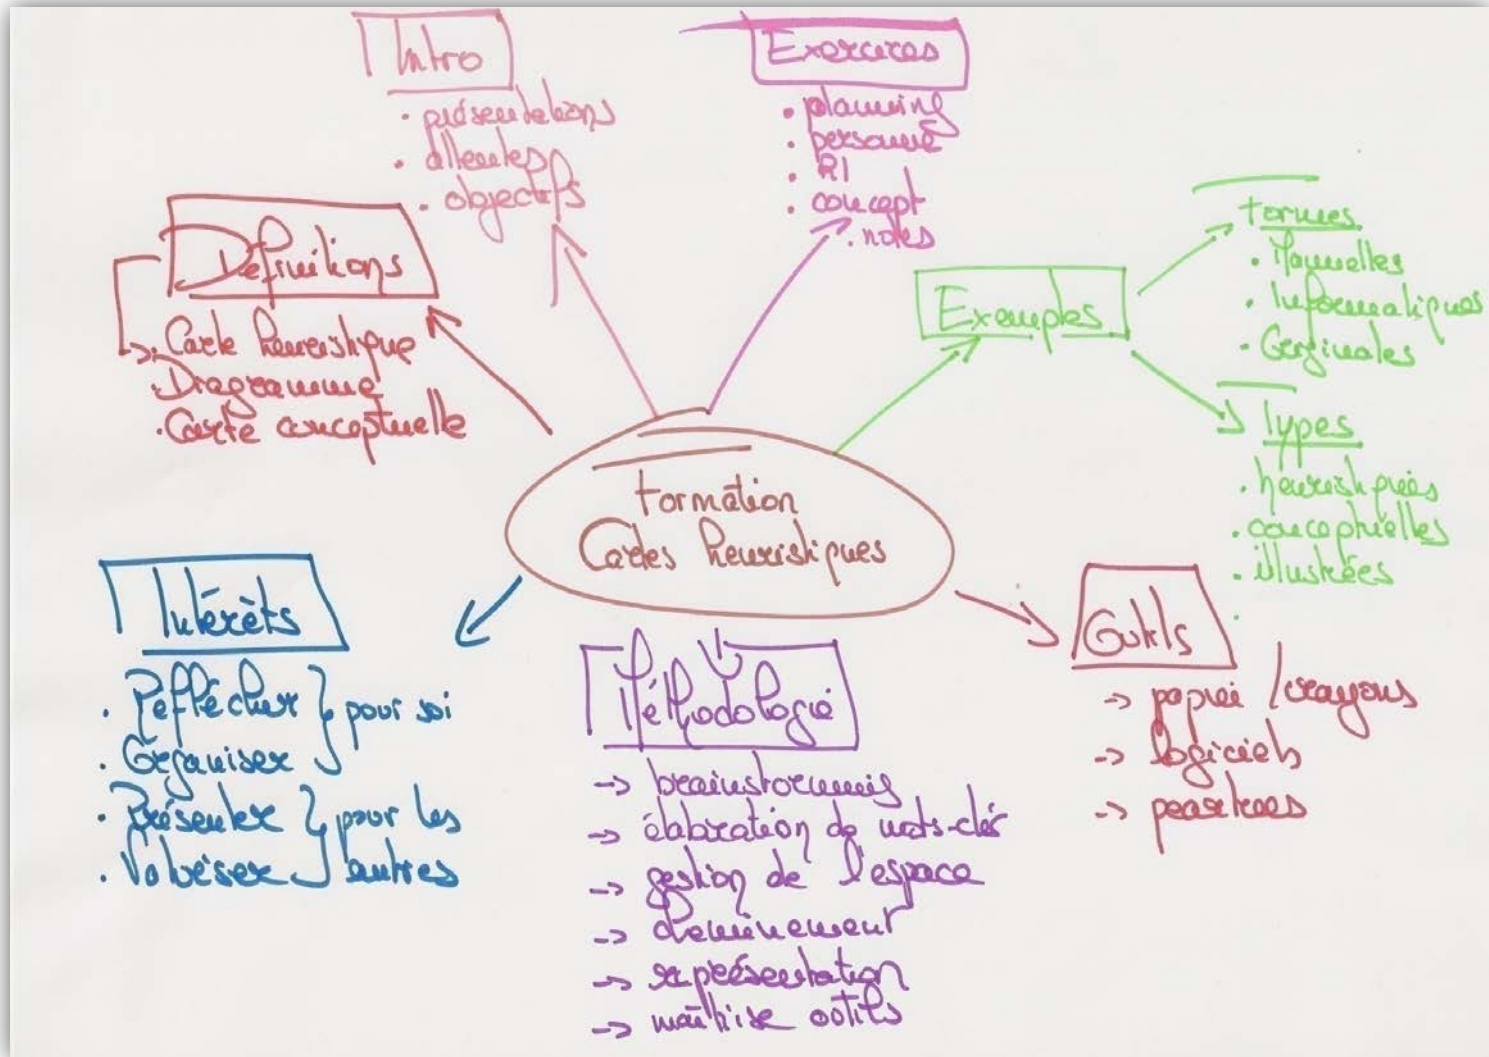 Intro
. présentations
. attentes
. objectifs
Exercices
. planning
. personne
. RI
. concept
. notes
Définitions
. Carte heuristique
. Diagramme
. Carte conceptuelle
Exemples
Formes
. Manuelles
. Informatiques
. Originales
Types
. heuristiques
. conceptuelles
. illustrées
.
Formation
Cartes heuristiques
Intérêts
. Réfléchir } pour soi
. Organiser
. Présenter } pour les
. Valoriser autres
Méthodologie
-> brainstorming
-> élaboration de mots-clés
-> gestion de l'espace
-> cheminement
-> représentation
-> maîtrise outils
Outils
-> papier / crayons
-> logiciels